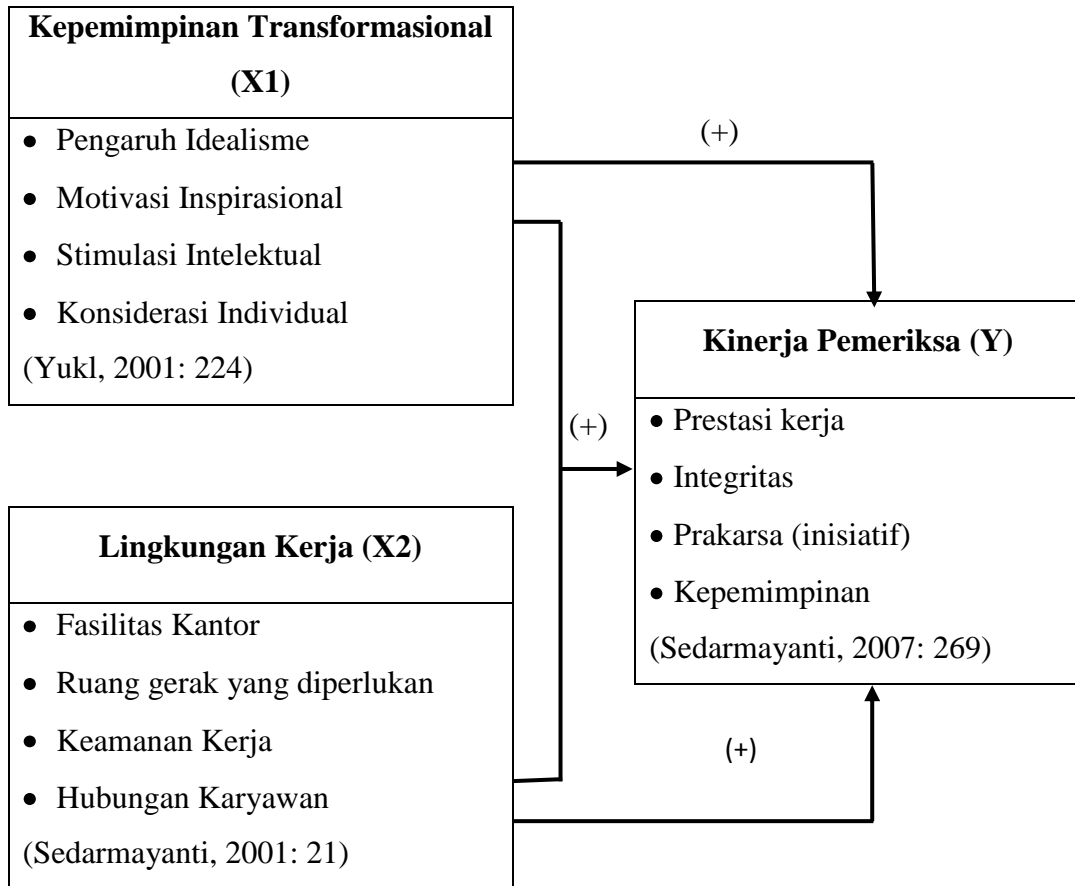 Kepemimpinan Transformasional
(X1)
• Pengaruh Idealisme
• Motivasi Inspirasional
• Stimulasi Intelektual
• Konsiderasi Individual
(Yukl, 2001: 224)
(+)
Kinerja Pemeriksa (Y)
• Prestasi kerja
• Integritas
• Prakarsa (inisiatif)
• Kepemimpinan
(Sedarmayanti, 2007: 269)
(+)
Lingkungan Kerja (X2)
• Fasilitas Kantor
• Ruang gerak yang diperlukan
• Keamanan Kerja
• Hubungan Karyawan
(Sedarmayanti, 2001: 21)
(+)